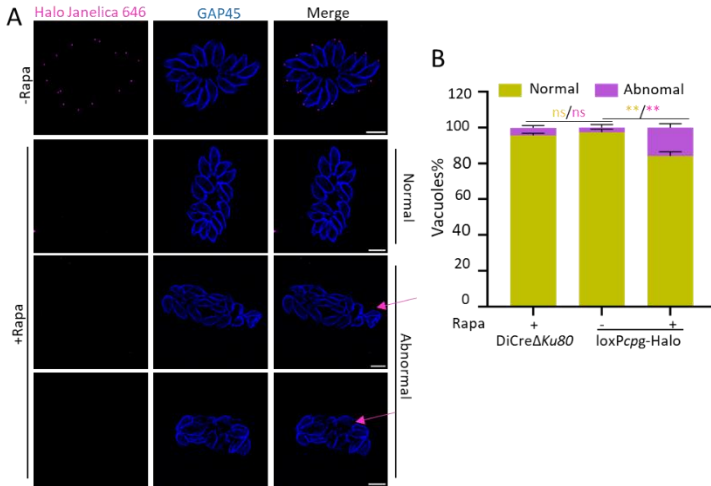 A
Halo Janelica 646
GAP45
Merge
-Rapa
+Rapa
Normal
Abnormal
B
Normal
Abnomal
ns/ns
**/**
120
100
80
60
40
20
0
Vacuoles%
Rapa + - +
DiCreΔKu80 loxPcpg-Halo